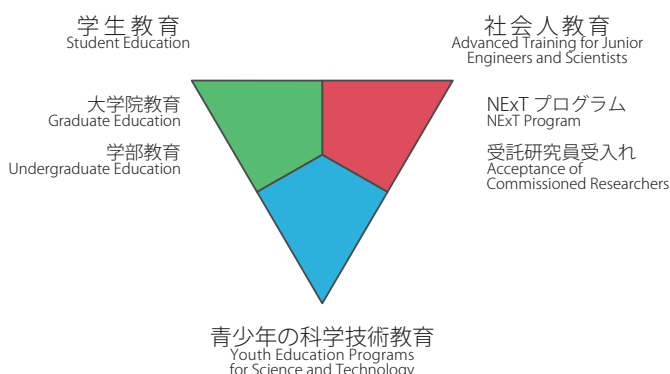 学生教育
Student Education
社会人教育
Advanced Training for Junior
Engineers and Scientists
大学院教育
Graduate Education
学部教育
Undergraduate Education
NExT プログラム
NExT Program
受託研究員受入れ
Acceptance of
Commissioned Researchers
青少年の科学技術教育
Youth Education Programs
for Science and Technology